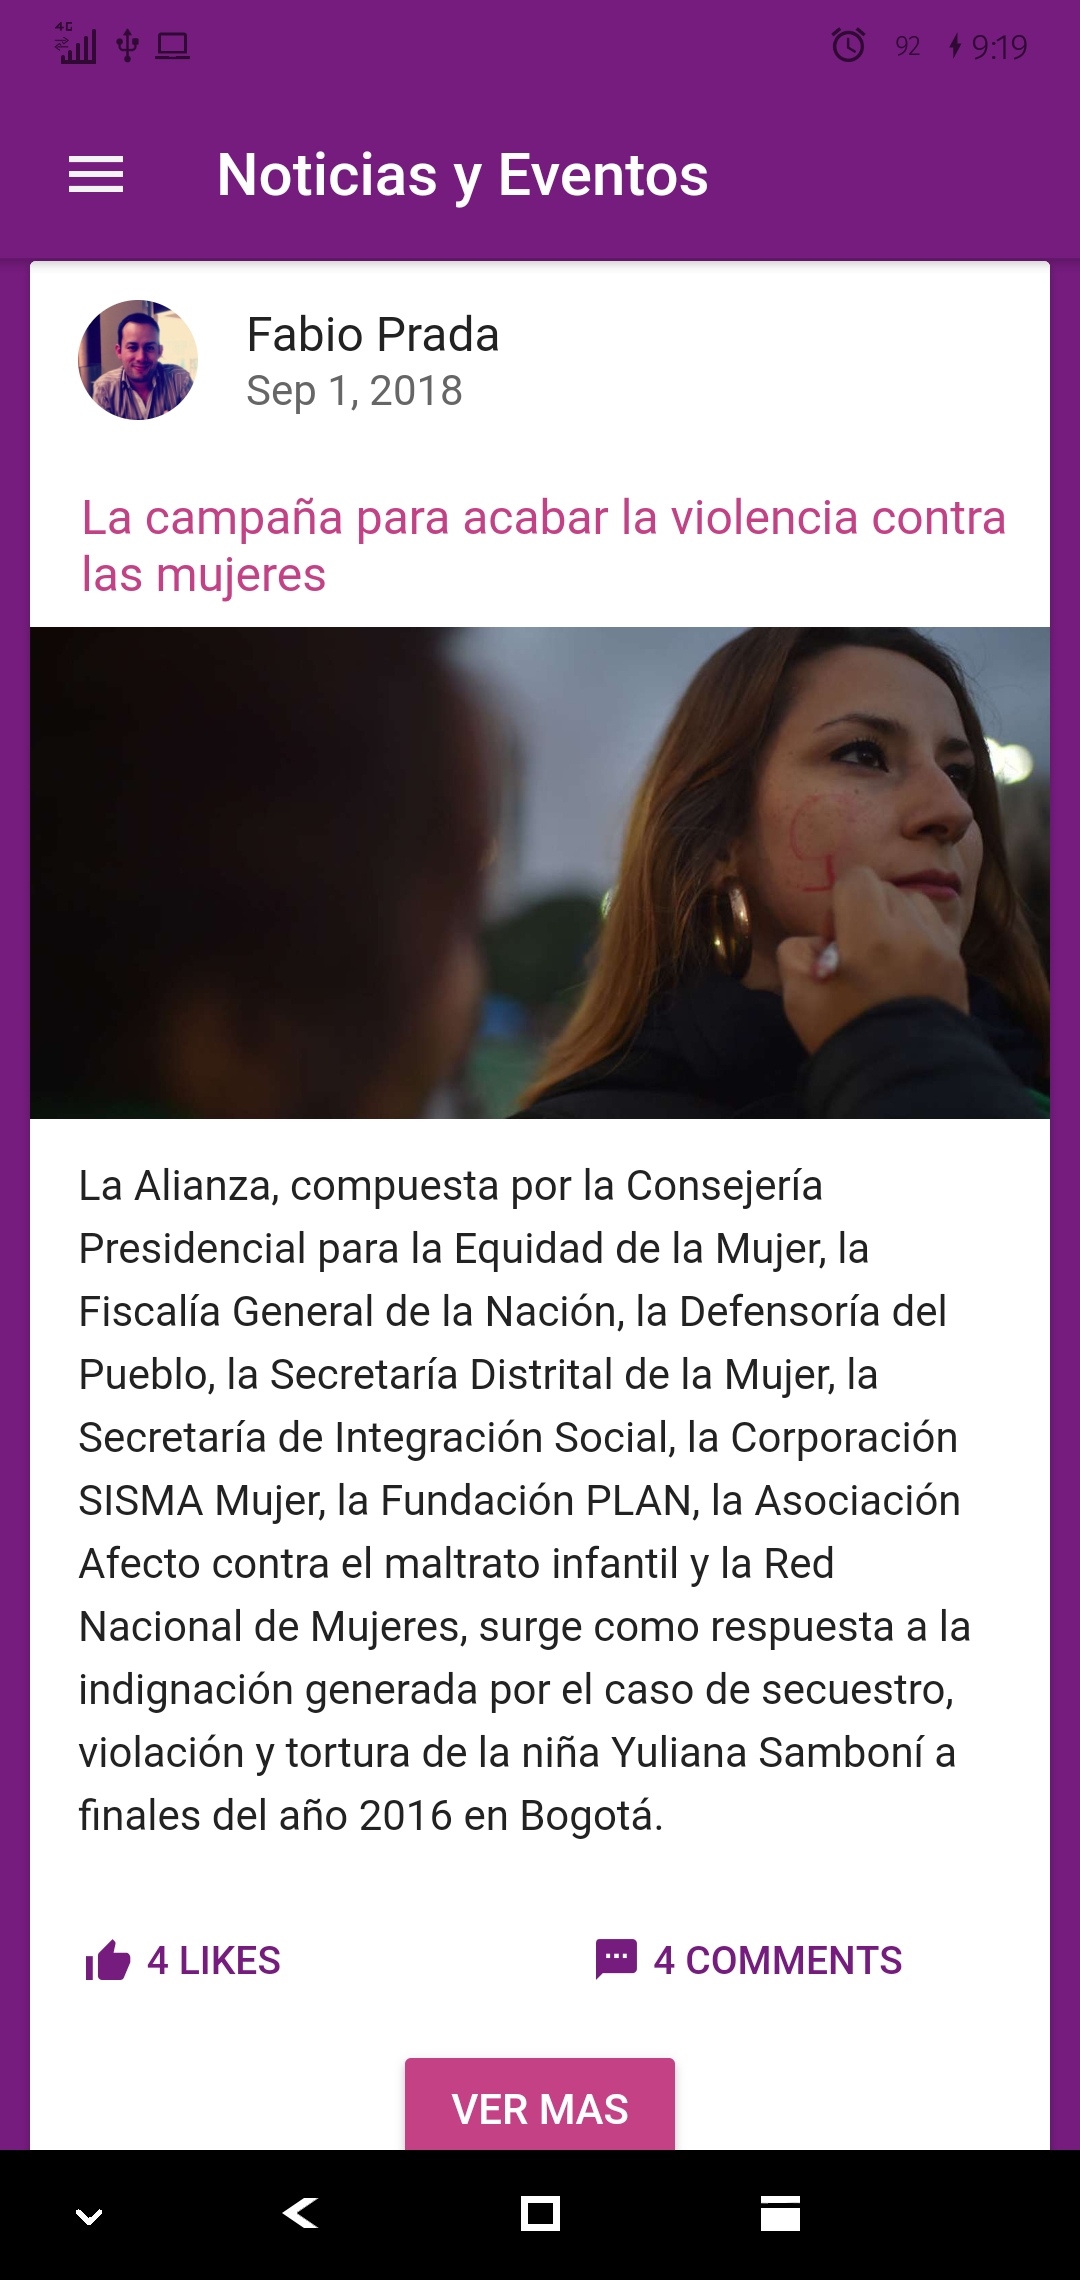 4G
92
9:19
Noticias y Eventos
Fabio Prada
Sep 1, 2018
La campaña para acabar la violencia contra
las mujeres
La Alianza, compuesta por la Consejería
Presidencial para la Equidad de la Mujer, la
Fiscalía General de la Nación, la Defensoría del
Pueblo, la Secretaría Distrital de la Mujer, la
Secretaría de Integración Social, la Corporación
SISMA Mujer, la Fundación PLAN, la Asociación
Afecto contra el maltrato infantil y la Red
Nacional de Mujeres, surge como respuesta a la
indignación generada por el caso de secuestro,
violación y tortura de la niña Yuliana Samboní a
finales del año 2016 en Bogotá.
4 LIKES
4 COMMENTS
VER MAS